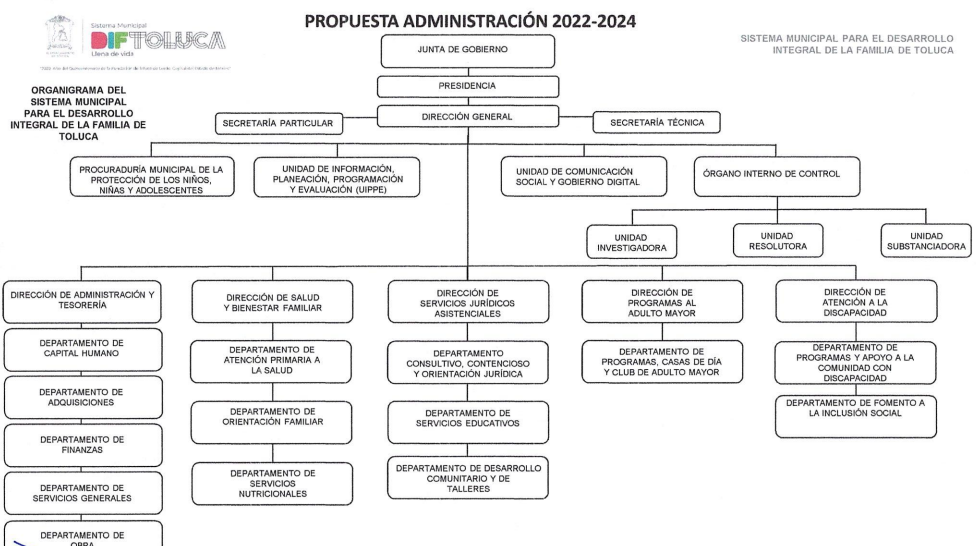 PROPUESTA ADMINISTRACIÓN 2022-2024
Sistema Municipal
DIFTOLUCA
Llena de vida
SISTEMA MUNICIPAL PARA EL DESARROLLO
INTEGRAL DE LA FAMILIA DE TOLUCA
ORGANIGRAMA DEL
SISTEMA MUNICIPAL
PARA EL DESARROLLO
INTEGRAL DE LA FAMILIA DE
TOLUCA
JUNTA DE GOBIERNO
PRESIDENCIA
SECRETARÍA PARTICULAR
DIRECCIÓN GENERAL
SECRETARÍA TÉCNICA
PROCURADURÍA MUNICIPAL DE LA
PROTECCIÓN DE LOS NIÑOS,
NIÑAS Y ADOLESCENTES
UNIDAD DE INFORMACIÓN,
PLANEACIÓN, PROGRAMACIÓN
Y EVALUACIÓN (UIPPE)
UNIDAD DE COMUNICACIÓN
SOCIAL Y GOBIERNO DIGITAL
ÓRGANO INTERNO DE CONTROL
UNIDAD
INVESTIGADORA
UNIDAD
RESOLUTORA
UNIDAD
SUBSTANCIADORA
DIRECCIÓN DE ADMINISTRACIÓN Y
TESORERÍA
DEPARTAMENTO DE
CAPITAL HUMANO
DEPARTAMENTO DE
ADQUISICIONES
DEPARTAMENTO DE
FINANZAS
DEPARTAMENTO DE
SERVICIOS GENERALES
DEPARTAMENTO DE
OBRA
DIRECCIÓN DE SALUD
Y BIENESTAR FAMILIAR
DEPARTAMENTO DE
ATENCIÓN PRIMARIA A
LA SALUD
DEPARTAMENTO DE
ORIENTACIÓN FAMILIAR
DEPARTAMENTO DE
SERVICIOS
NUTRICIONALES
DIRECCIÓN DE
SERVICIOS JURÍDICOS
ASISTENCIALES
DEPARTAMENTO
CONSULTIVO, CONTENCIOSO
Y ORIENTACIÓN JURÍDICA
DEPARTAMENTO DE
SERVICIOS EDUCATIVOS
DEPARTAMENTO DE DESARROLLO
COMUNITARIO Y DE
TALLERES
DIRECCIÓN DE
PROGRAMAS AL
ADULTO MAYOR
DEPARTAMENTO DE
PROGRAMAS, CASAS DE DÍA
Y CLUB DE ADULTO MAYOR
DIRECCIÓN DE
ATENCIÓN A LA
DISCAPACIDAD
DEPARTAMENTO DE
PROGRAMAS Y APOYO A LA
COMUNIDAD CON
DISCAPACIDAD
DEPARTAMENTO DE FOMENTO A
LA INCLUSIÓN SOCIAL